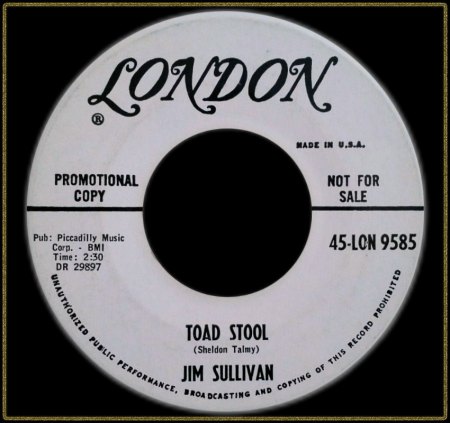 LONDON
®
MADE IN U.S.A.
PROMOTIONAL
COPY
NOT FOR
SALE
Pub: Piccadilly Music
Corp. - BMI
Time: 2:30
DR 29897
45-LON 9585
TOAD STOOL
(Sheldon Talmy)
JIM SULLIVAN
UNAUTHORIZED PUBLIC PERFORMANCE, BROADCASTING AND COPYING OF THIS RECORD PROHIBITED